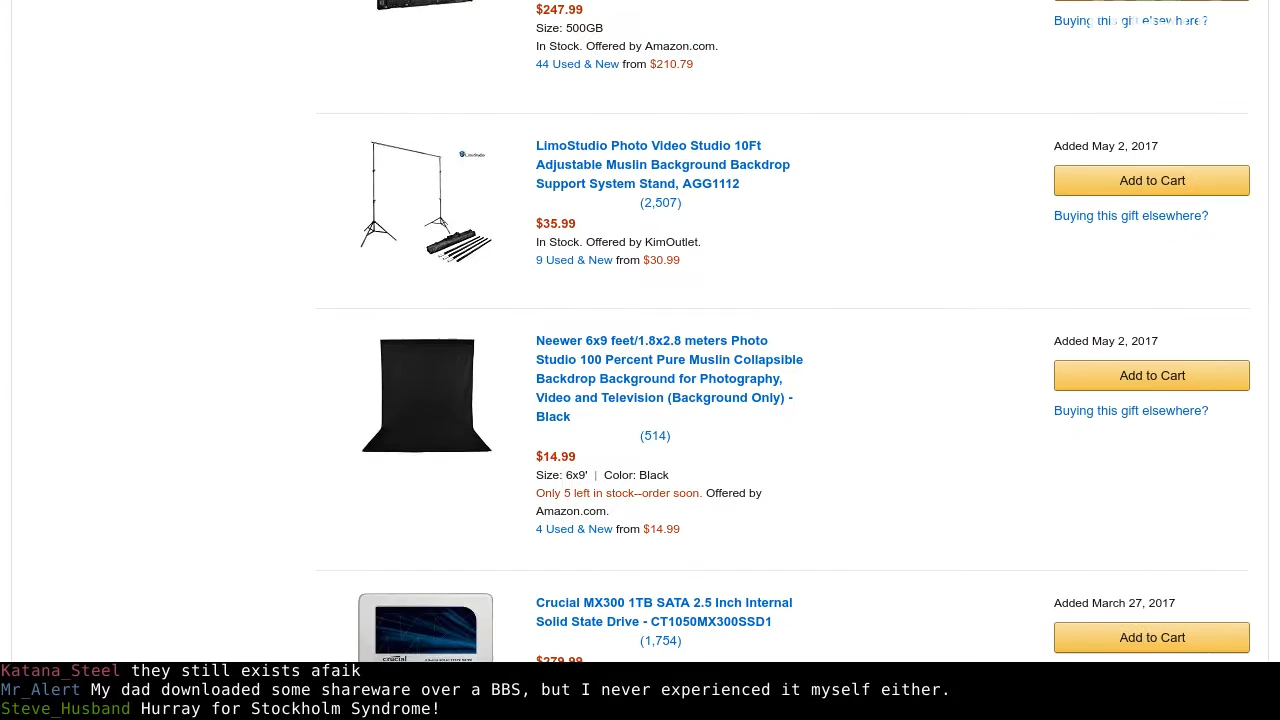 $247.99
Buying this gift elsewhere?
Size: 500GB
In Stock. Offered by Amazon.com.
44 Used & New from $210.79
LimoStudio
LimoStudio Photo Video Studio 10Ft
Adjustable Muslin Background Backdrop
Support System Stand, AGG1112
(2,507)
$35.99
In Stock. Offered by KimOutlet.
9 Used & New from $30.99
Added May 2, 2017
Add to Cart
Buying this gift elsewhere?
Neewer 6x9 feet/1.8x2.8 meters Photo
Studio 100 Percent Pure Muslin Collapsible
Backdrop Background for Photography,
VIdeo and Television (Background Only) -
Black
(514)
$14.99
Size: 6x9' | Color: Black
Only 5 left in stock--order soon. Offered by
Amazon.com.
4 Used & New from $14.99
Added May 2, 2017
Add to Cart
Buying this gift elsewhere?
crucial
Crucial MX300 1TB SATA 2.5 Inch Internal
Solid State Drive - CT1050MX300SSD1
(1,754)
$279.99
Added March 27, 2017
Add to Cart
Katana_Steel they still exists afaik
Mr_Alert My dad downloaded some shareware over a BBS, but I never experienced it myself either.
Steve_Husband Hurray for Stockholm Syndrome!